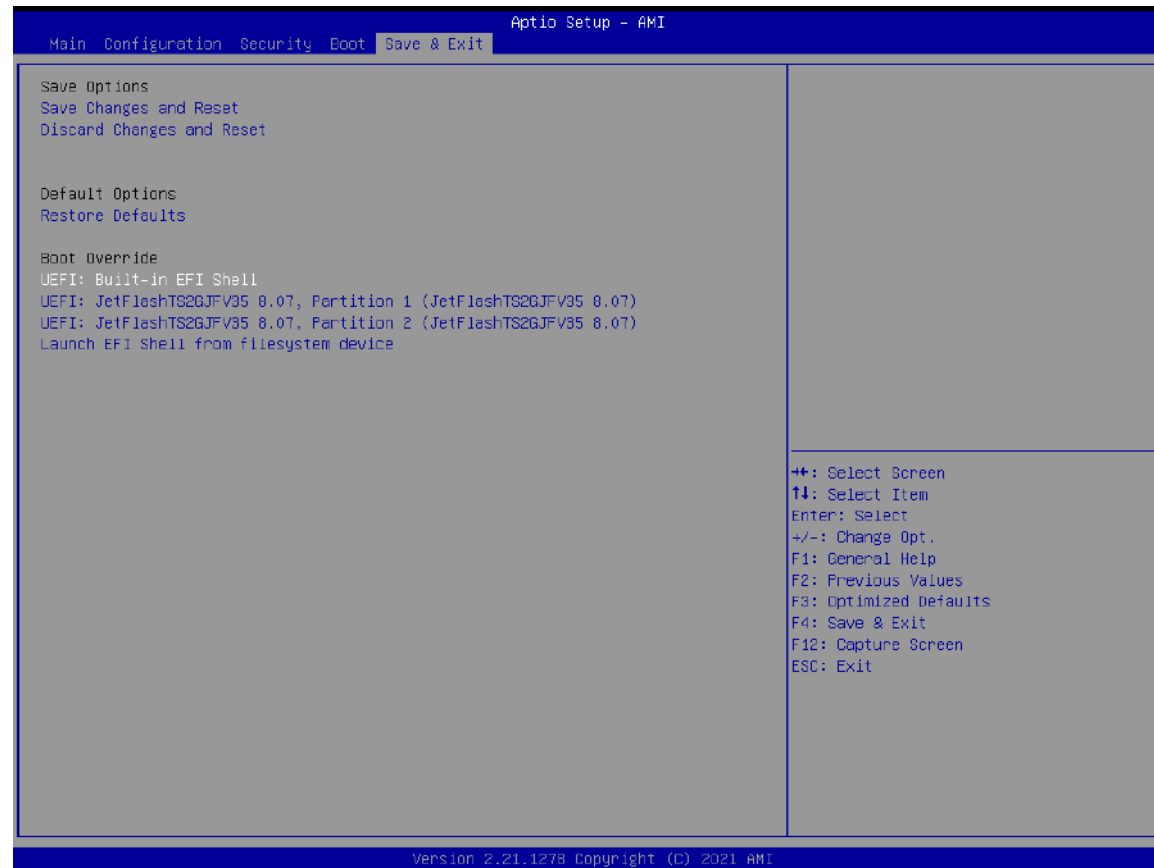 Aptio Setup - AMI
Main Configuration Security Boot Save & Exit
Save Options
Save Changes and Reset
Discard Changes and Reset
Default Options
Restore Defaults
Boot Override
UEFI: Built-in EFI Shell
UEFI: JetFlashTS2GJFV35 8.07, Partition 1 (JetFlashTS2GJFV35 8.07)
UEFI: JetFlashTS2GJFV35 8.07, Partition 2 (JetFlashTS2GJFV35 8.07)
Launch EFI Shell from filesystem device
→←: Select Screen
↑↓: Select Item
Enter: Select
+/-: Change Opt.
F1: General Help
F2: Previous Values
F3: Optimized Defaults
F4: Save & Exit
F12: Capture Screen
ESC: Exit
Version 2.21.1278 Copyright (C) 2021 AMI